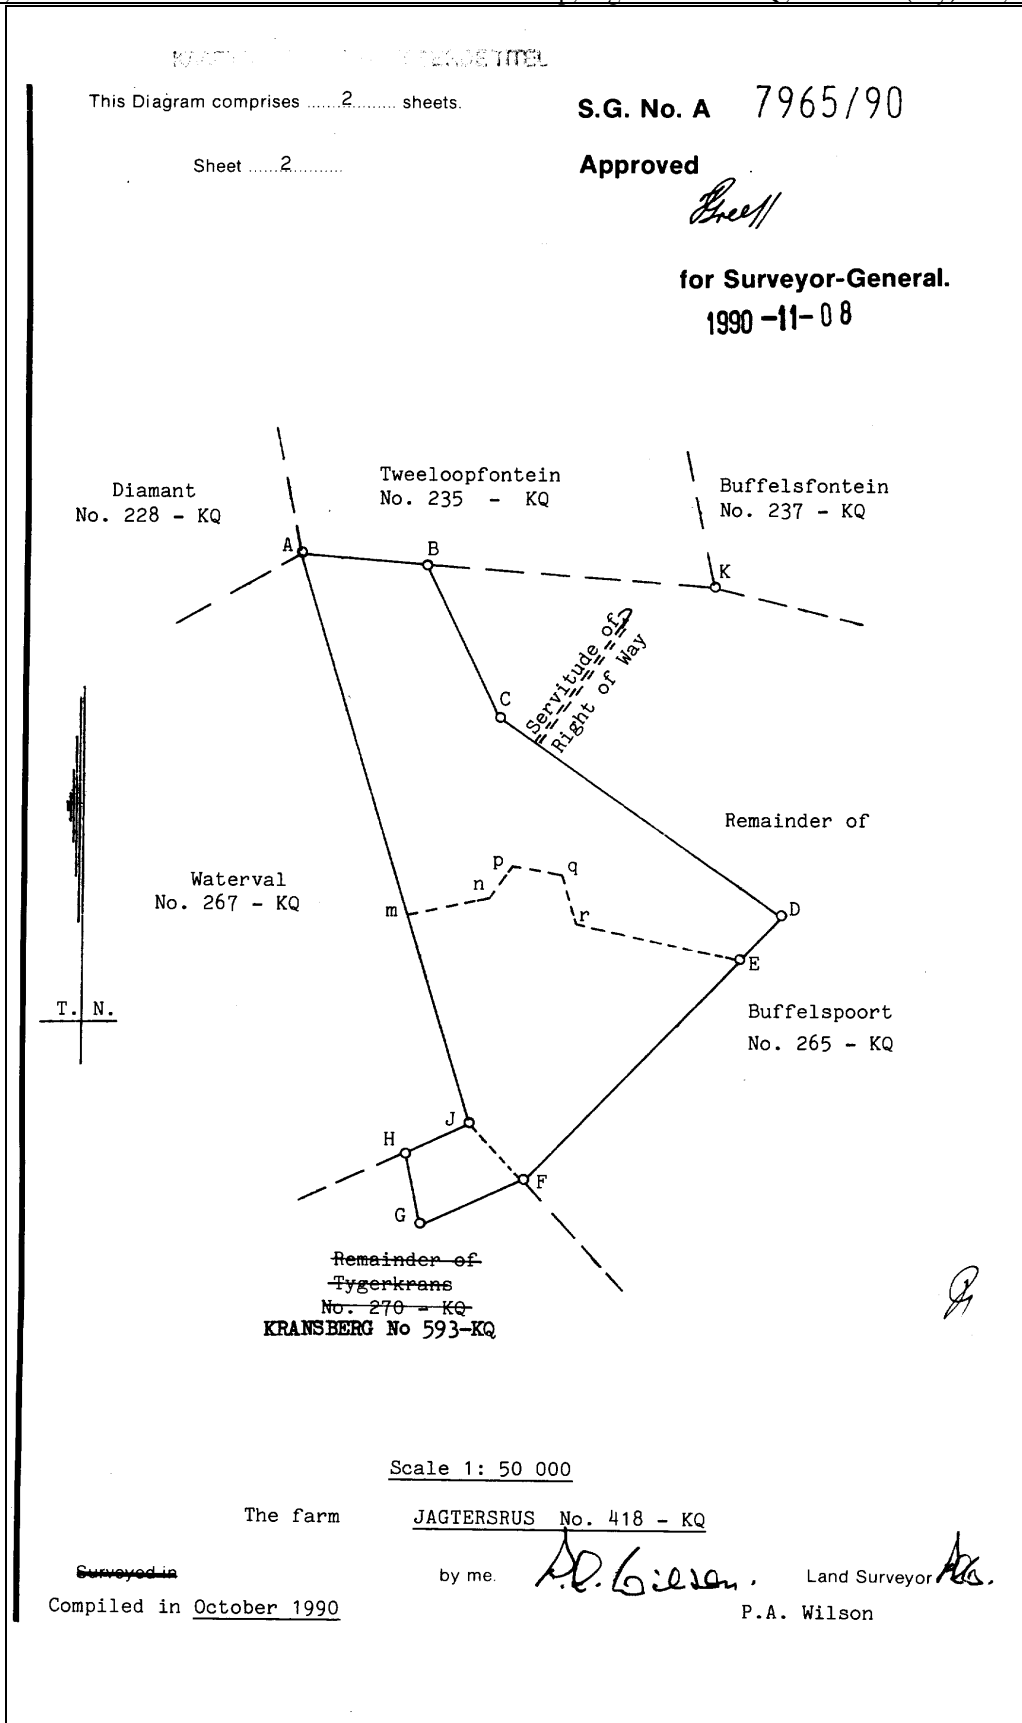 This Diagram comprises .......2......... sheets.
S.G. No. A 7965/90
Sheet ......2...........
Approved
for Surveyor-General.
1990-11-08
Diamant
No. 228 - KQ
Tweeloopfontein
No. 235 - KQ
Buffelsfontein
No. 237 - KQ
A
B
K
Servitude of
Right of Way
C
Remainder of
Waterval
No. 267 - KQ
p
q
n
m
r
D
E
T. N.
Buffelspoort
No. 265 - KQ
J
H
F
G
Remainder of
Tygerkrans
No. 270 - KQ
KRANSBERG No 593-KQ
Scale 1: 50 000
The farm JAGTERSRUS No. 418 - KQ
Surveyed in
by me. P.A. Wilson. Land Surveyor
Compiled in October 1990
P.A. Wilson